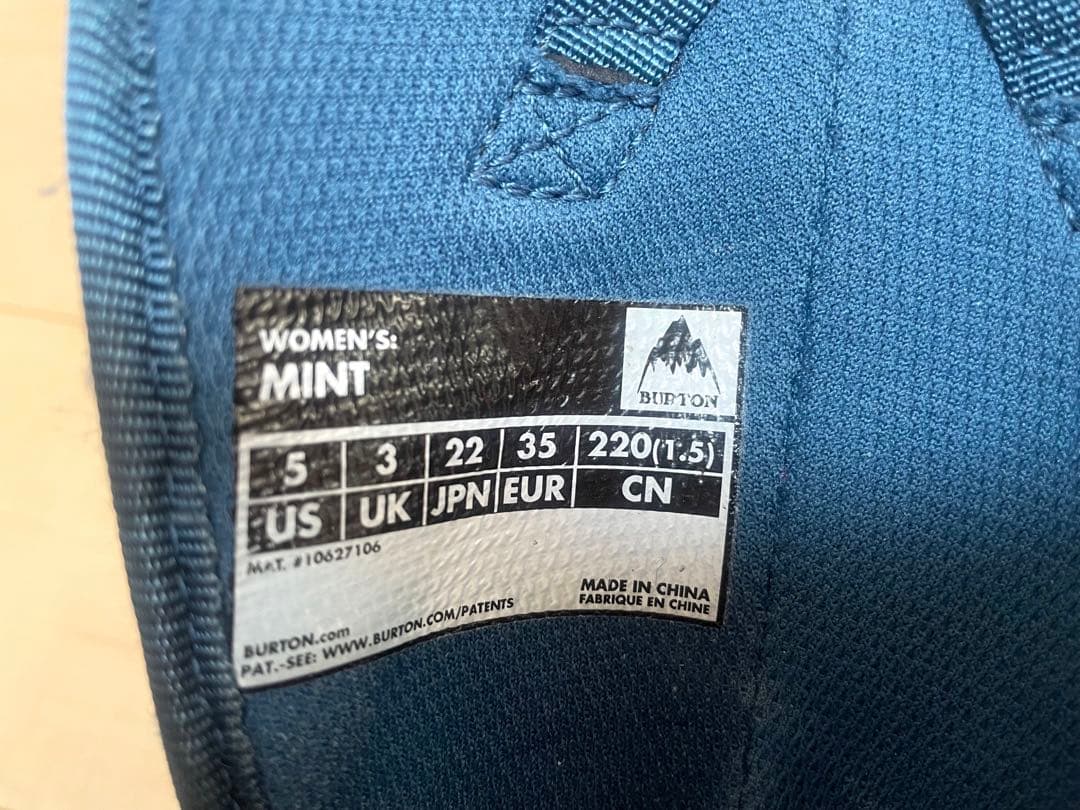 WOMEN'S:
MINT
BURTON
5 3 22 35 220(1.5)
US UK JPN EUR CN
MAT. #10627106
MADE IN CHINA
FABRIQUE EN CHINE
BURTON.com
PAT.-SEE: WWW.BURTON.COM/PATENTS